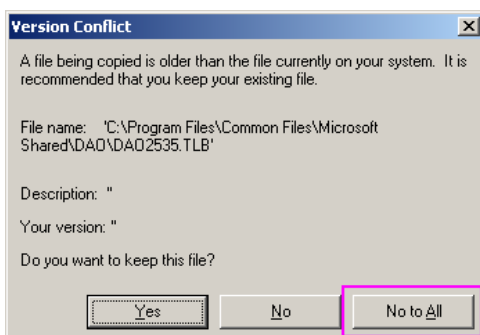 Version Conflict
A file being copied is older than the file currently on your system. It is
recommended that you keep your existing file.
File name: 'C:\Program Files\Common Files\Microsoft
Shared\DAO\DAO2535.TLB'
Description: "
Your version: "
Do you want to keep this file?
Yes No No to All